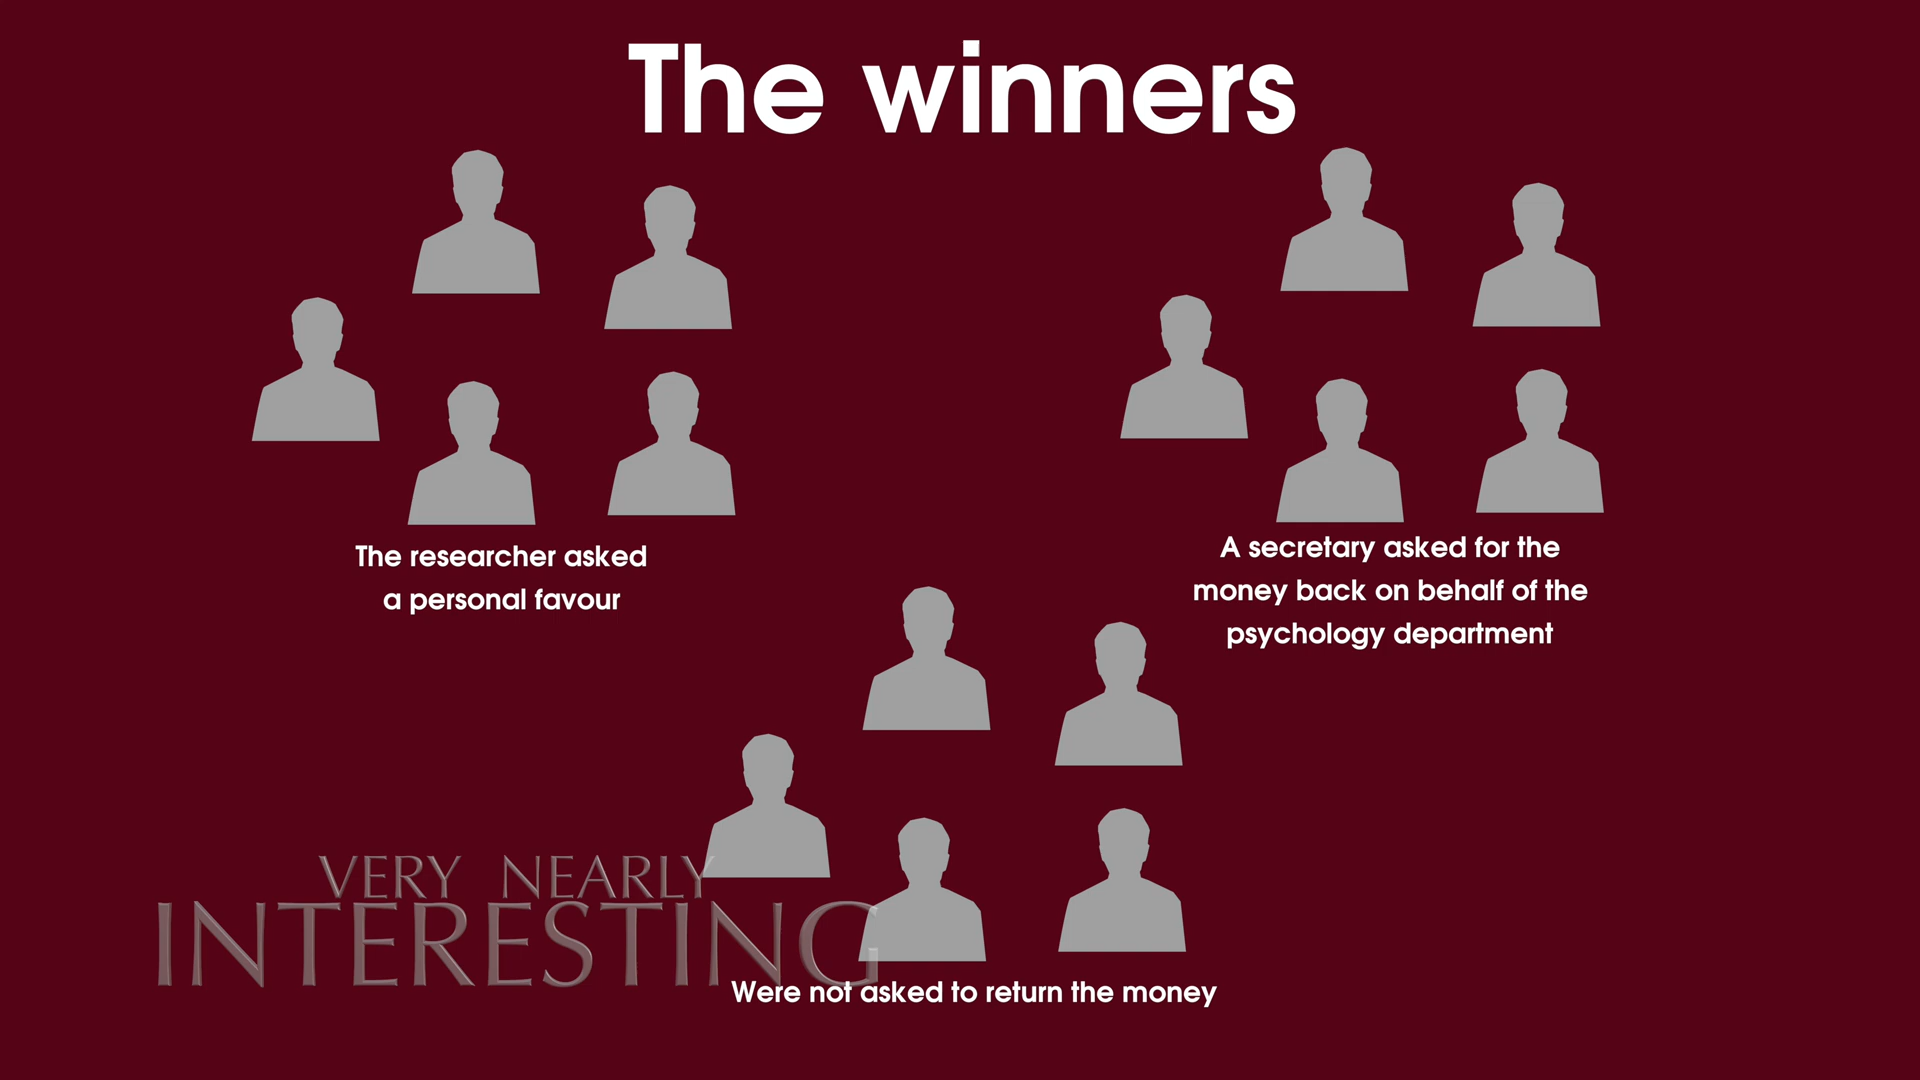 The winners
The researcher asked
a personal favour
A secretary asked for the
money back on behalf of the
psychology department
VERY NEARLY
INTERESTING
Were not asked to return the money